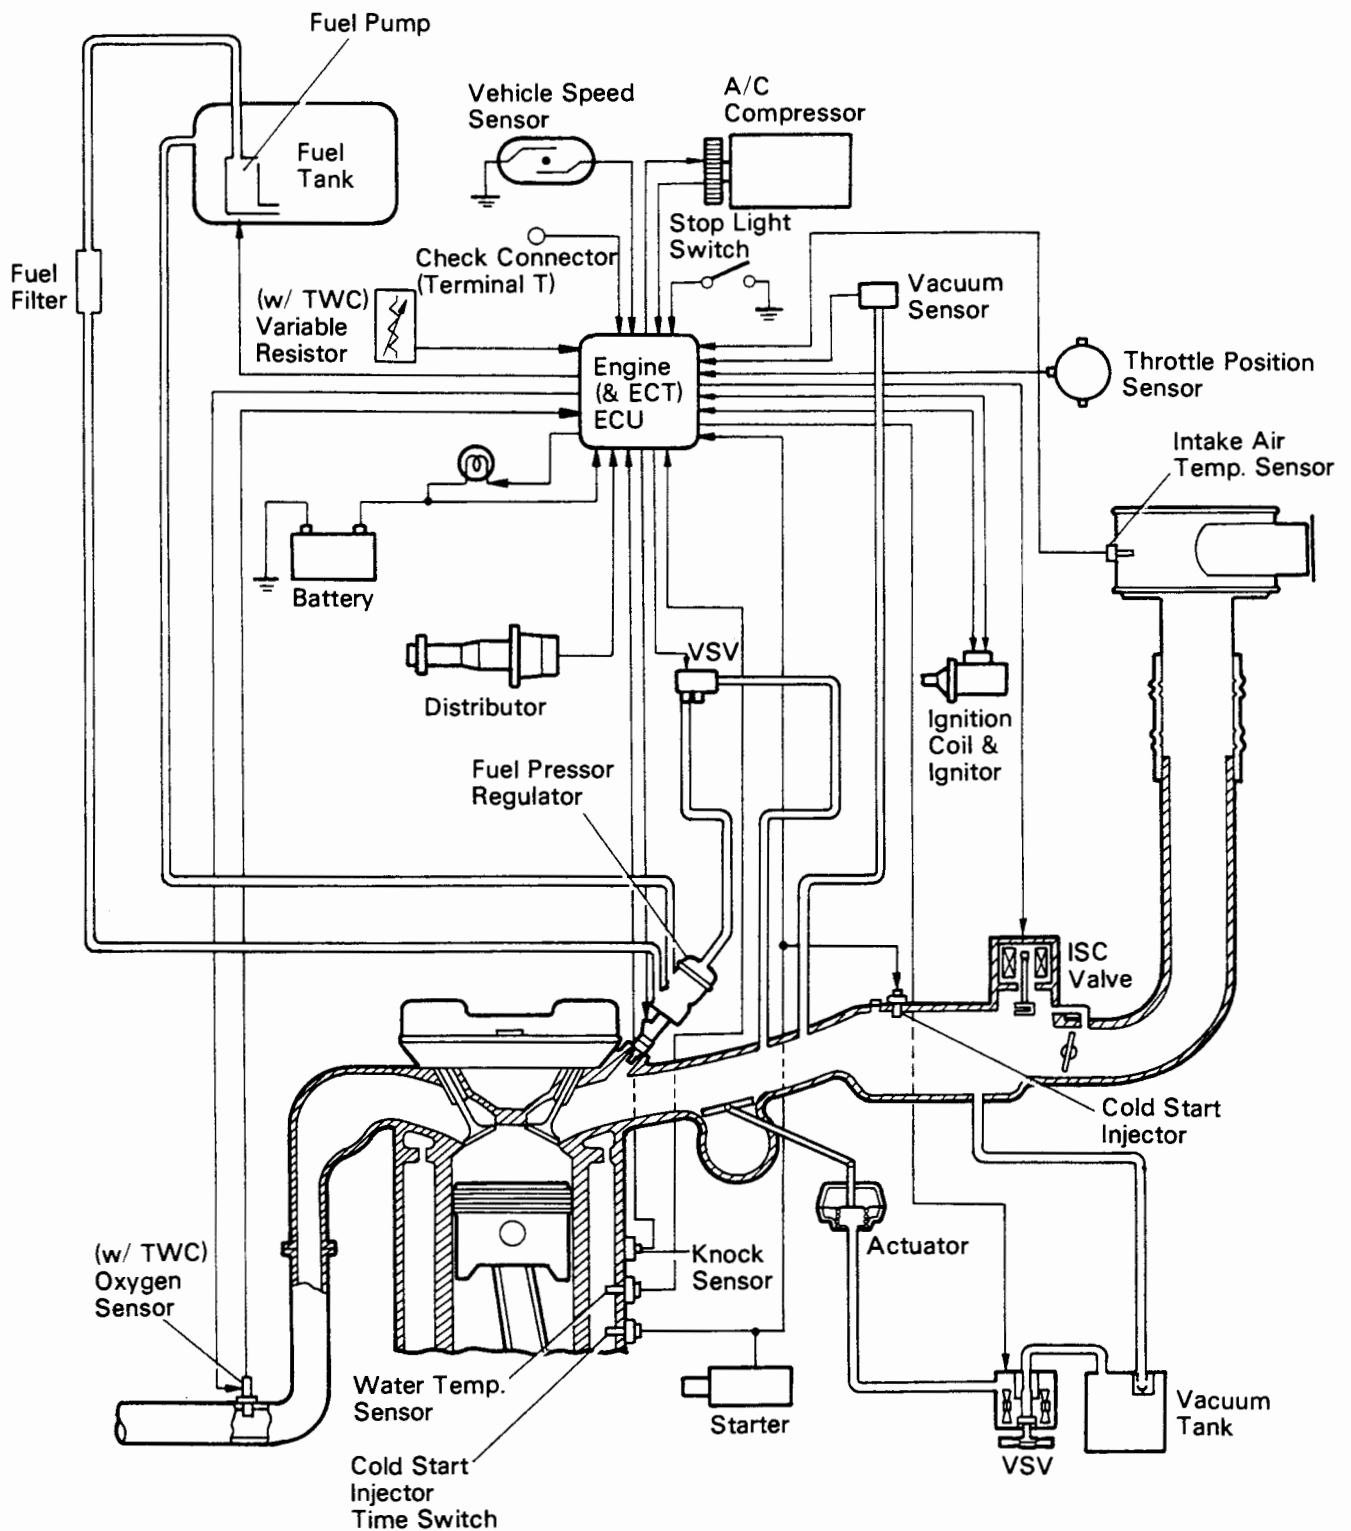 Fuel Pump
Vehicle Speed
Sensor
A/C
Compressor
Fuel
Tank
Stop Light
Switch
Check Connector
(Terminal T)
Fuel
Filter
(w/ TWC)
Variable
Resistor
Vacuum
Sensor
Engine
(& ECT)
ECU
Throttle Position
Sensor
Intake Air
Temp. Sensor
Battery
VSV
Distributor
Ignition
Coil &
Ignitor
Fuel Pressor
Regulator
ISC
Valve
Cold Start
Injector
Actuator
Knock
Sensor
(w/ TWC)
Oxygen
Sensor
Water Temp.
Sensor
Starter
Vacuum
Tank
VSV
Cold Start
Injector
Time Switch